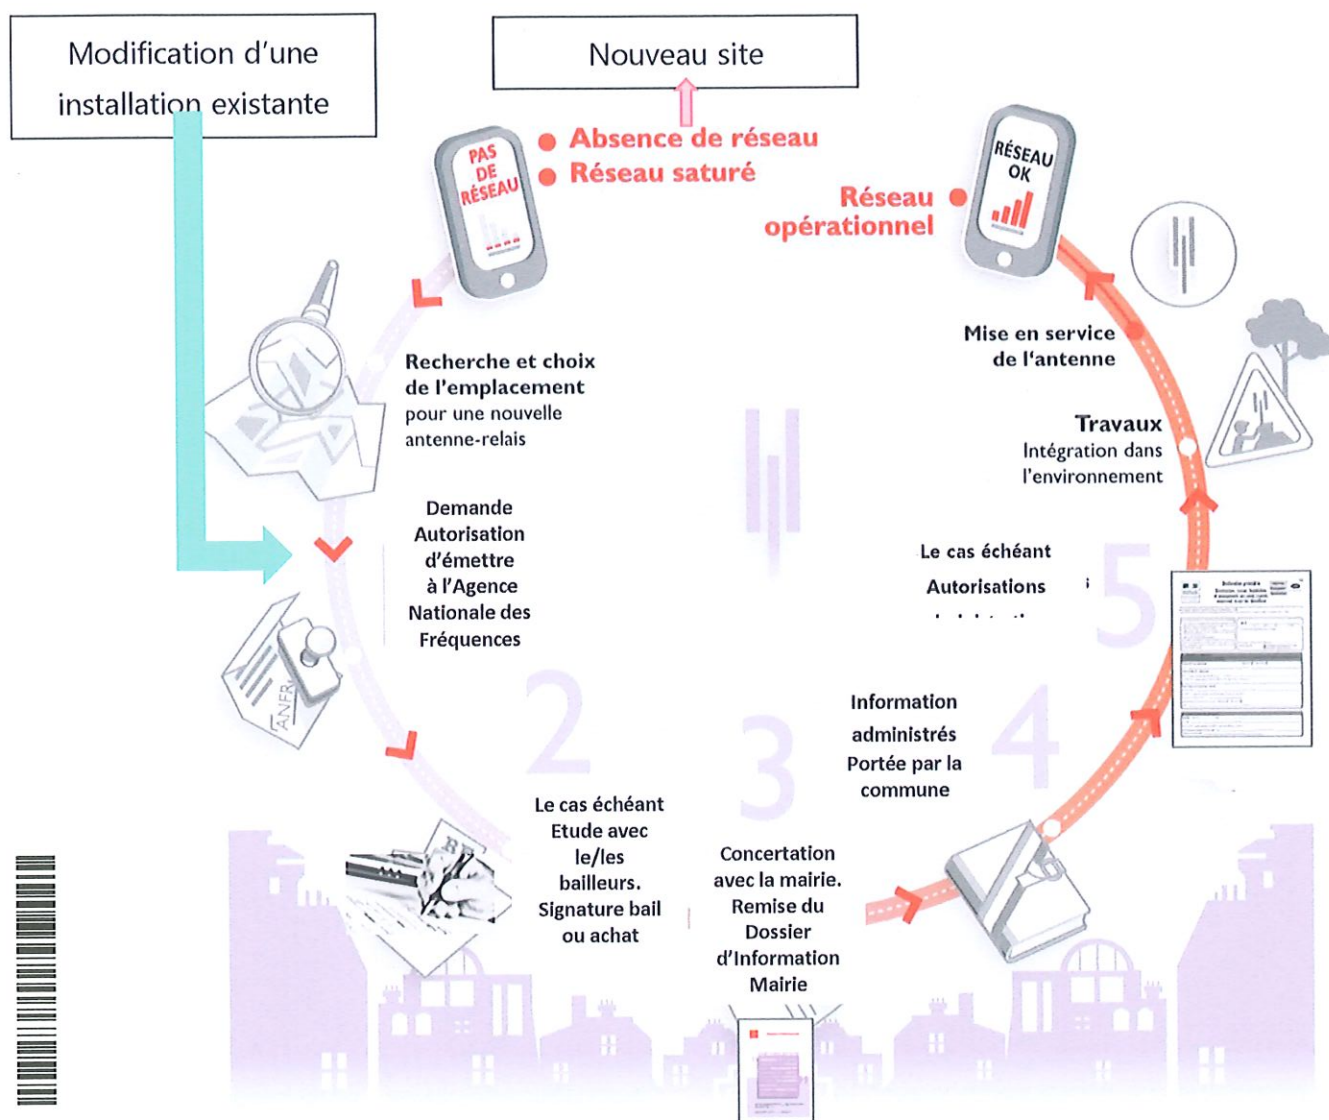 Modification d'une
installation existante
Nouveau site
Absence de réseau
Réseau saturé
PAS
DE
RÉSEAU
RÉSEAU
OK
Réseau
opérationnel
Recherche et choix
de l'emplacement
pour une nouvelle
antenne-relais
Mise en service
de l'antenne
Travaux
Intégration dans
l'environnement
Demande
Autorisation
d'émettre
à l'Agence
Nationale des
Fréquences
ANFR
Le cas échéant
Autorisations
5
2
Le cas échéant
Etude avec
le/les
bailleurs.
Signature bail
ou achat
3
Concertation
avec la mairie.
Remise du
Dossier
d'Information
Mairie
4
Information
administrés
Portée par la
commune